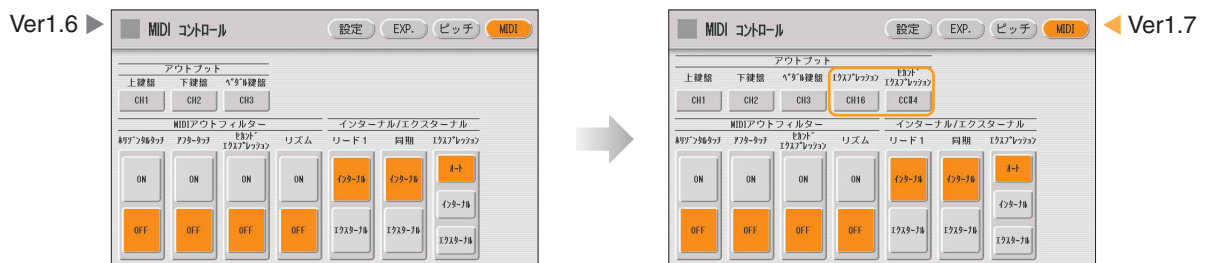 Ver1.6
MIDI コントロール
設定 EXP. ピッチ MIDI
アウトプット
上鍵盤 下鍵盤 ペダル鍵盤
CH1 CH2 CH3
MIDIアウトフィルター インターナル/エクスターナル
ホリゾンタルタッチ アフタータッチ セカンドエクスプレッション リズム リード1 同期 エクスプレッション
ON ON ON ON インターナル インターナル オート
インターナル
OFF OFF OFF OFF エクスターナル エクスターナル エクスターナル
Ver1.7
MIDI コントロール
設定 EXP. ピッチ MIDI
アウトプット
上鍵盤 下鍵盤 ペダル鍵盤 エクスプレッション セカンドエクスプレッション
CH1 CH2 CH3 CH16 CC#4
MIDIアウトフィルター インターナル/エクスターナル
ホリゾンタルタッチ アフタータッチ セカンドエクスプレッション リズム リード1 同期 エクスプレッション
ON ON ON ON インターナル インターナル オート
インターナル
OFF OFF OFF OFF エクスターナル エクスターナル エクスターナル